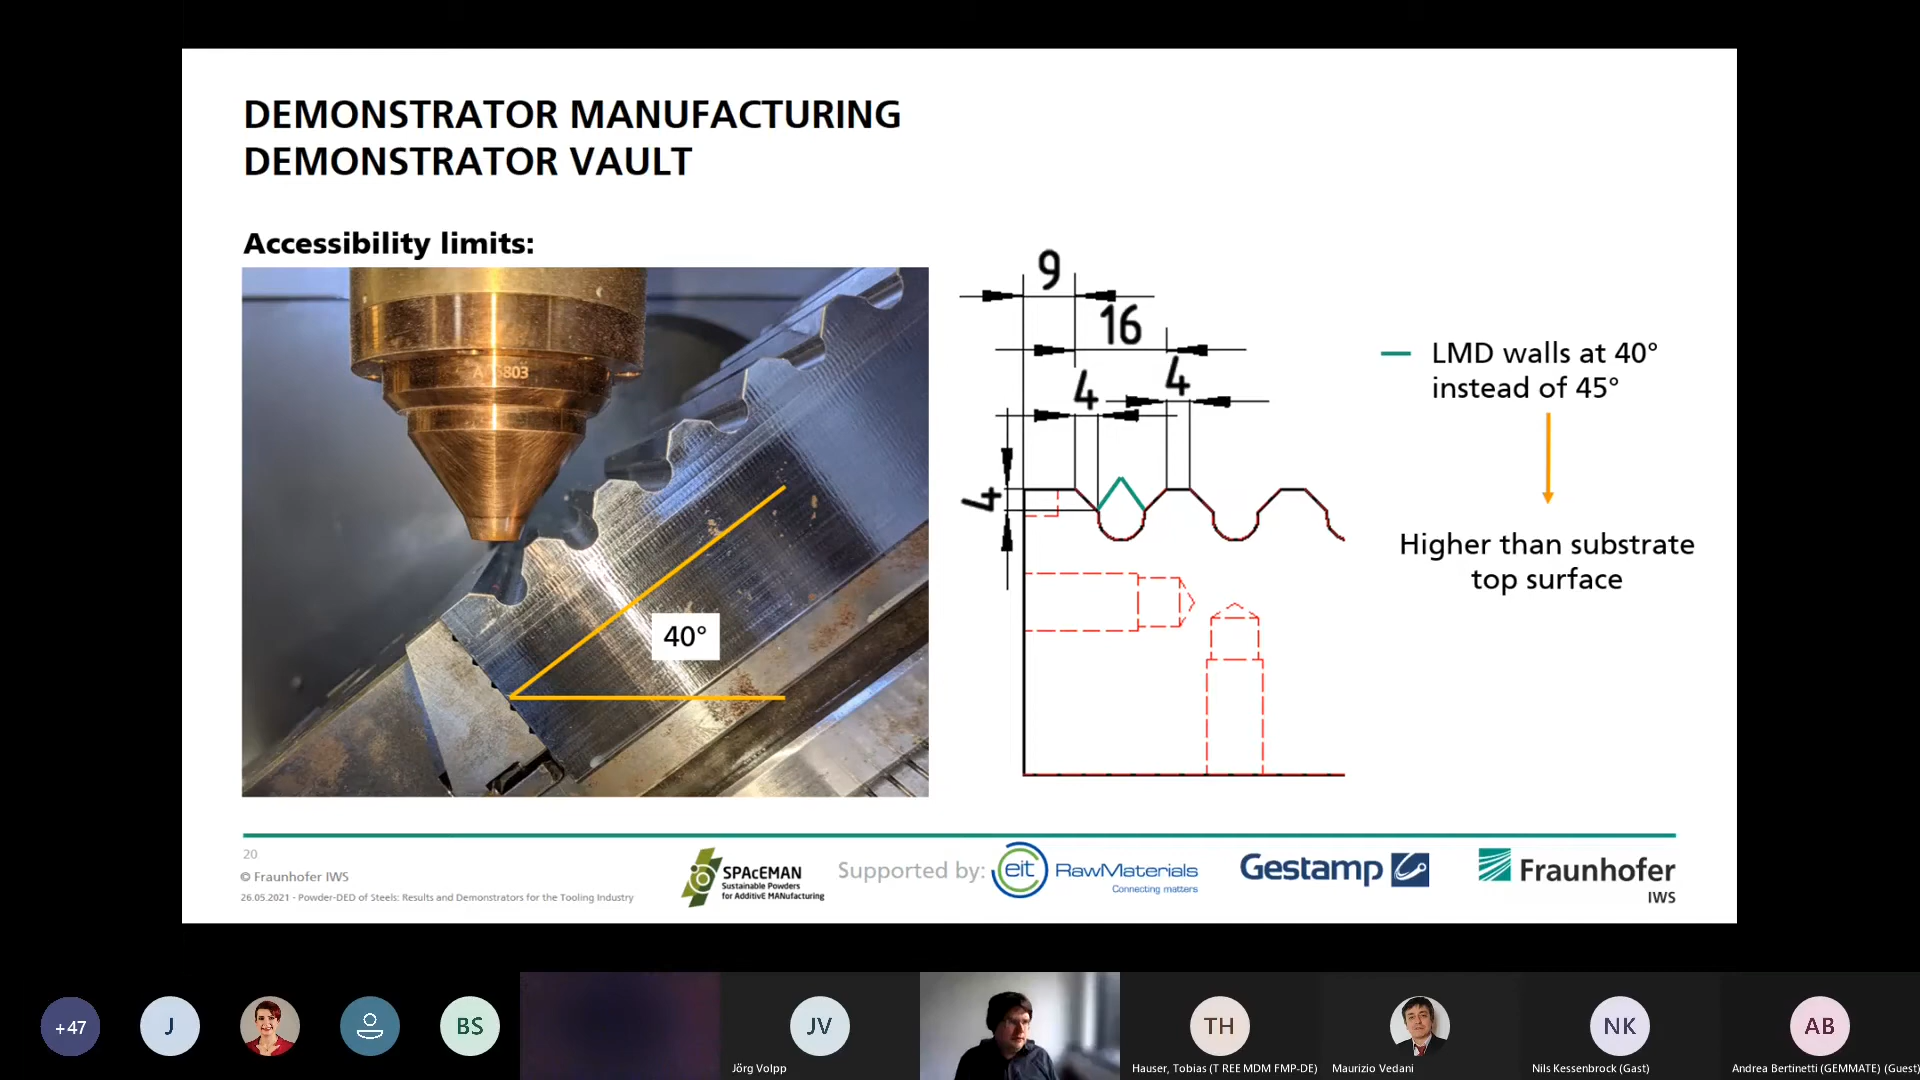 DEMONSTRATOR MANUFACTURING
DEMONSTRATOR VAULT
Accessibility limits:
40°
9
16
4
4
4
LMD walls at 40°
instead of 45°
Higher than substrate
top surface
20
© Fraunhofer IWS
26.05.2021 - Powder-DED of Steels: Results and Demonstrators for the Tooling Industry
SPAcEMAN
Sustainable Powders
for AdditivE MANufacturing
Supported by:
eit
RawMaterials
Connecting matters
Gestamp
Fraunhofer
IWS
+47
J
BS
JV
Jörg Volpp
TH
Hauser, Tobias (T REE MDM FMP-DE)
Maurizio Vedani
NK
Nils Kessenbrock (Gast)
AB
Andrea Bertinetti (GEMMATE) (Guest)